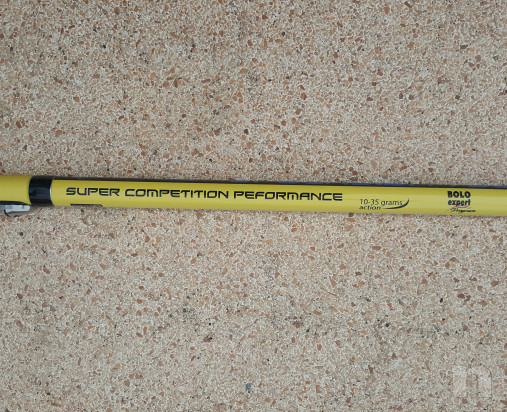 SUPER COMPETITION PEFORMANCE
10-35 grams
action
BOLO
expert